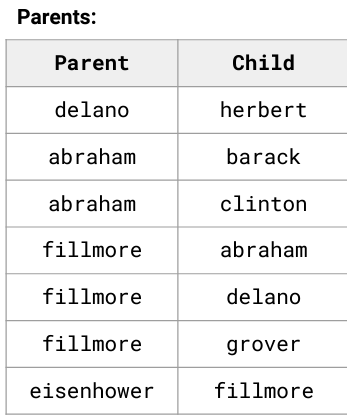 Parents:
Parent Child
delano herbert
abraham barack
abraham clinton
fillmore abraham
fillmore delano
fillmore grover
eisenhower fillmore